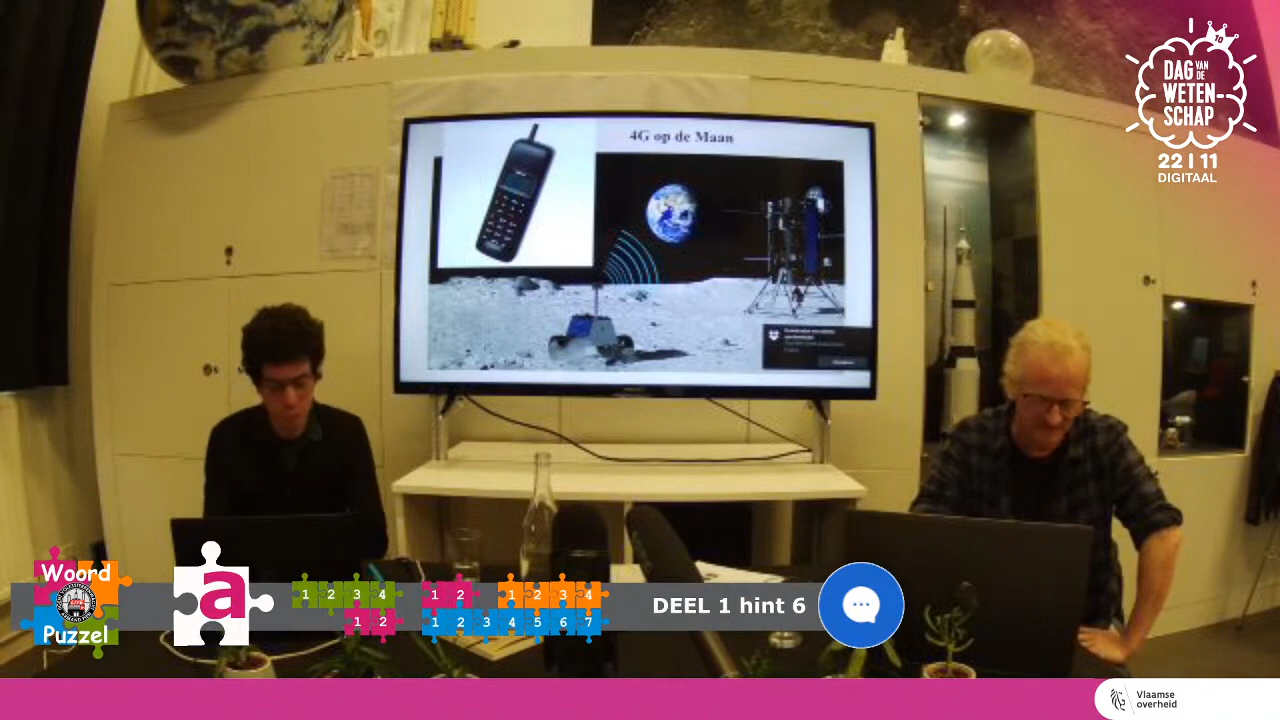 DAG VAN DE
WETEN-
SCHAP
10
22 | 11
DIGITAAL
4G op de Maan
Woord
Puzzel
a
1 2 3 4
1 2
1 2 3 4
1 2
1 2 3 4 5 6 7
DEEL 1 hint 6
Vlaamse
overheid